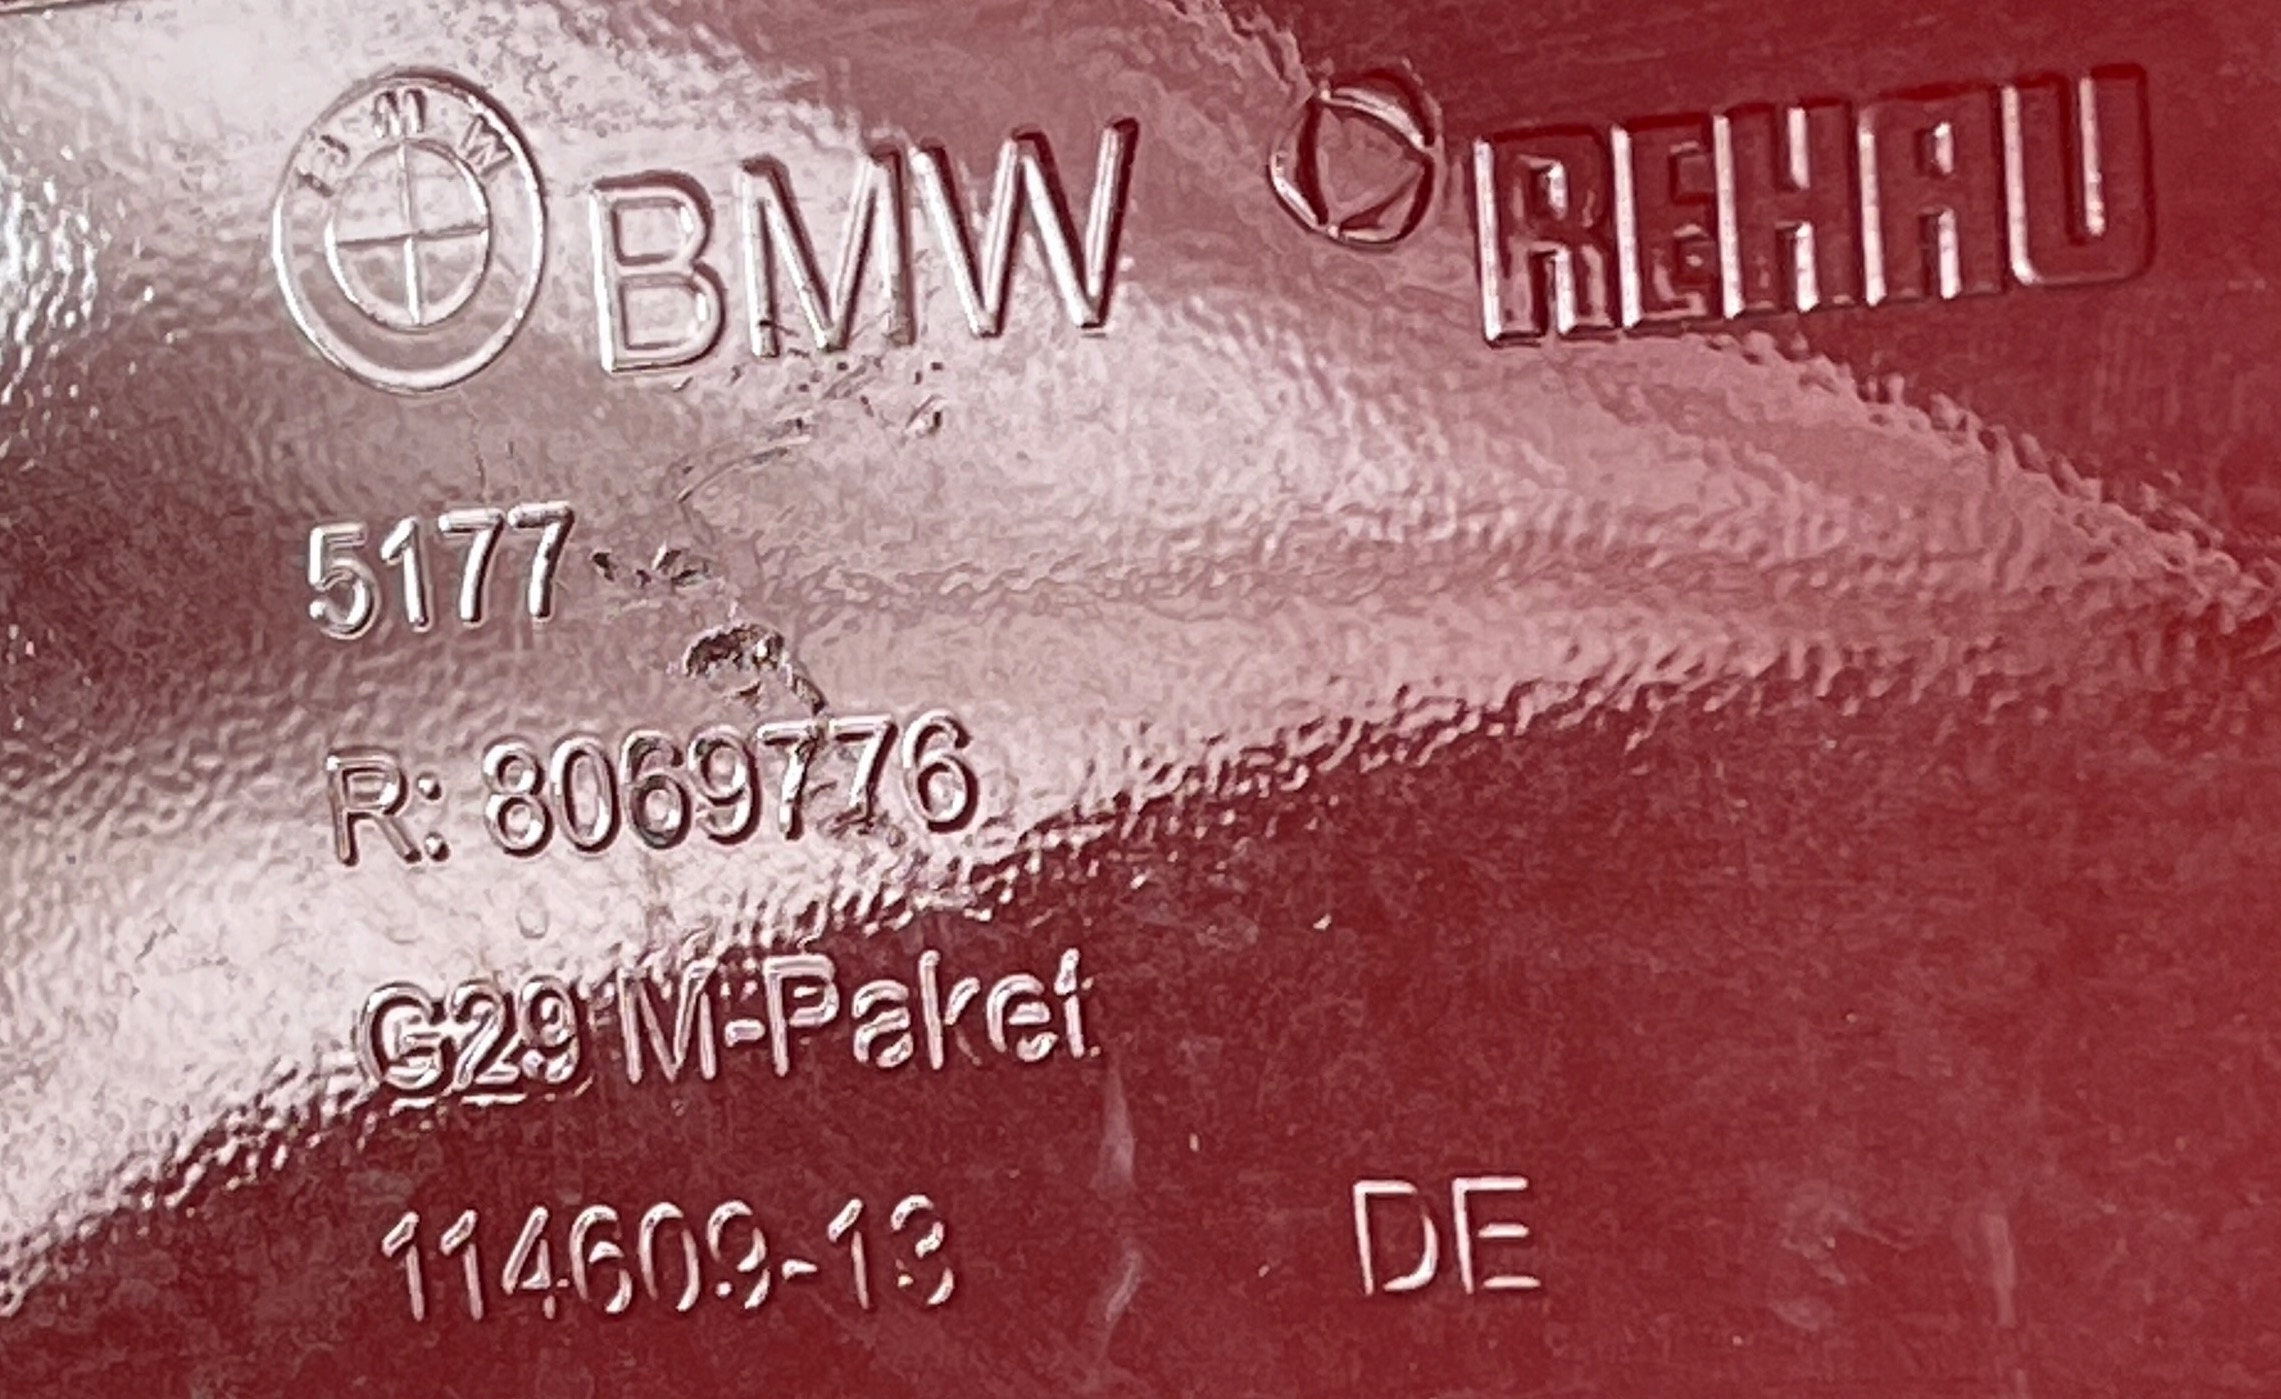 BMW BMW REHAU
5177
R: 8069776
G29 M-Paket
114609-13 DE